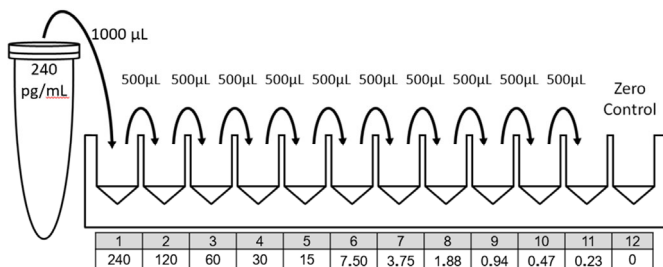 1000 µL
240
pg/mL
500µL 500µL 500µL 500µL 500µL 500µL 500µL 500µL 500µL 500µL
Zero
Control
1 2 3 4 5 6 7 8 9 10 11 12
240 120 60 30 15 7.50 3.75 1.88 0.94 0.47 0.23 0